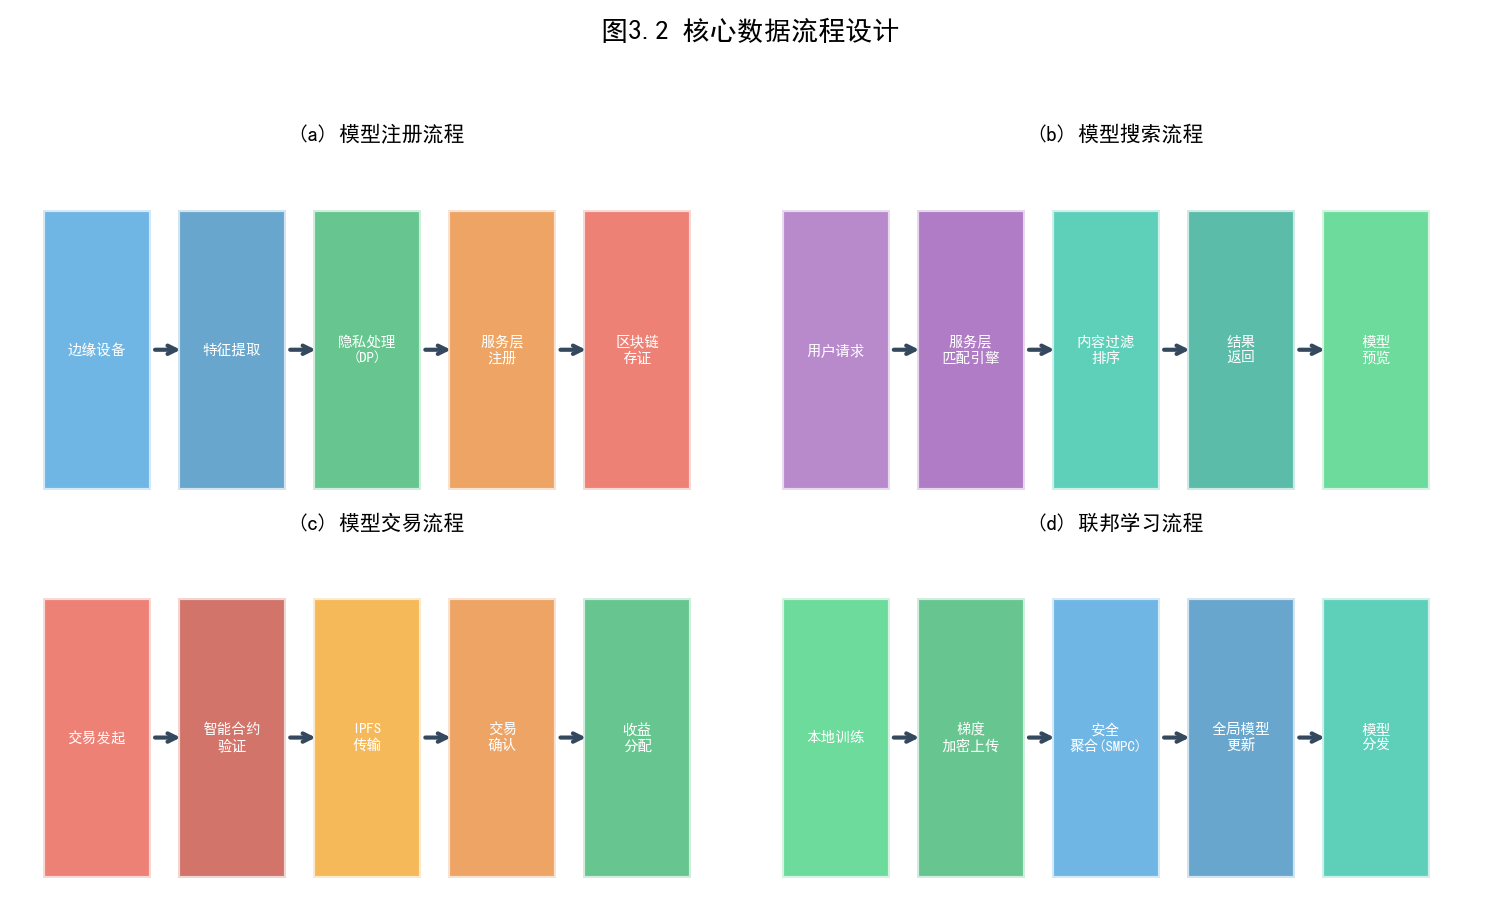 图3.2 核心数据流程设计
(a) 模型注册流程
边缘设备
特征提取
隐私处理
(DP)
服务层
注册
区块链
存证
(b) 模型搜索流程
用户请求
服务层
匹配引擎
内容过滤
排序
结果
返回
模型
预览
(c) 模型交易流程
交易发起
智能合约
验证
IPFS
传输
交易
确认
收益
分配
(d) 联邦学习流程
本地训练
梯度
加密上传
安全
聚合(SMPC)
全局模型
更新
模型
分发